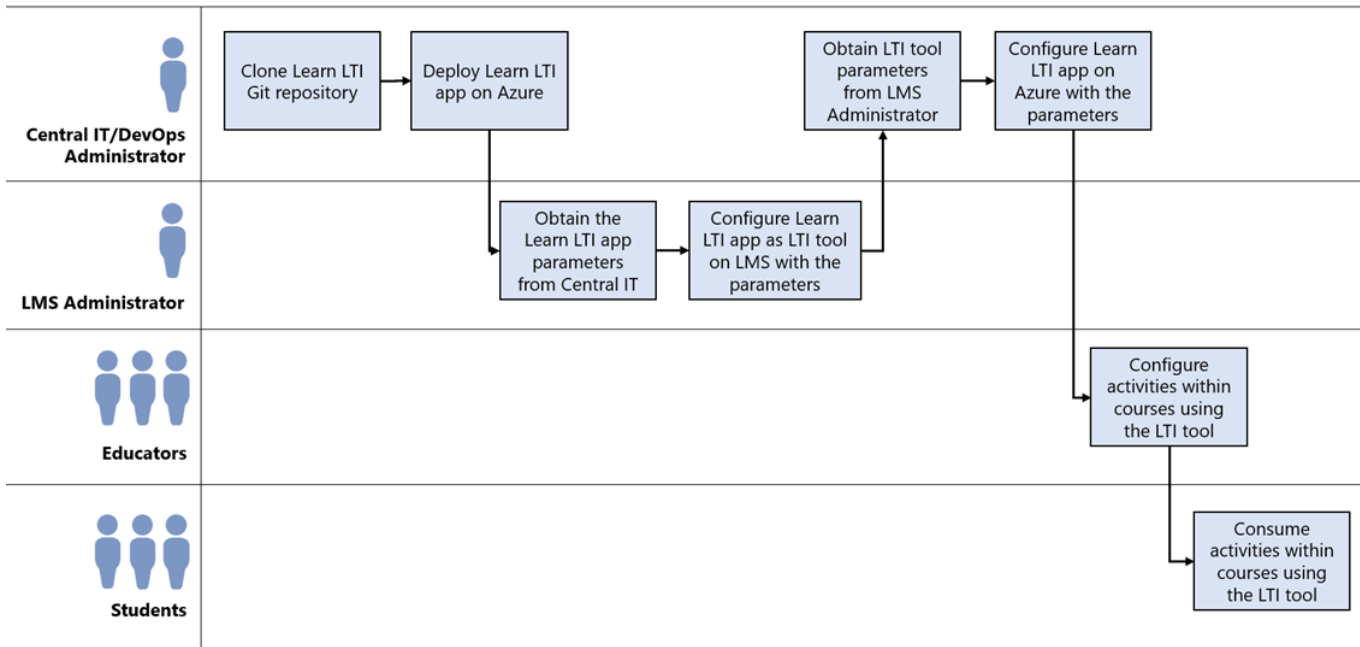 Central IT/DevOps
Administrator
Clone Learn LTI
Git repository
Deploy Learn LTI
app on Azure
Obtain LTI tool
parameters
from LMS
Administrator
Configure Learn
LTI app on
Azure with the
parameters
LMS Administrator
Obtain the
Learn LTI app
parameters
from Central IT
Configure Learn
LTI app as LTI tool
on LMS with the
parameters
Educators
Configure
activities within
courses using
the LTI tool
Students
Consume
activities within
courses using
the LTI tool